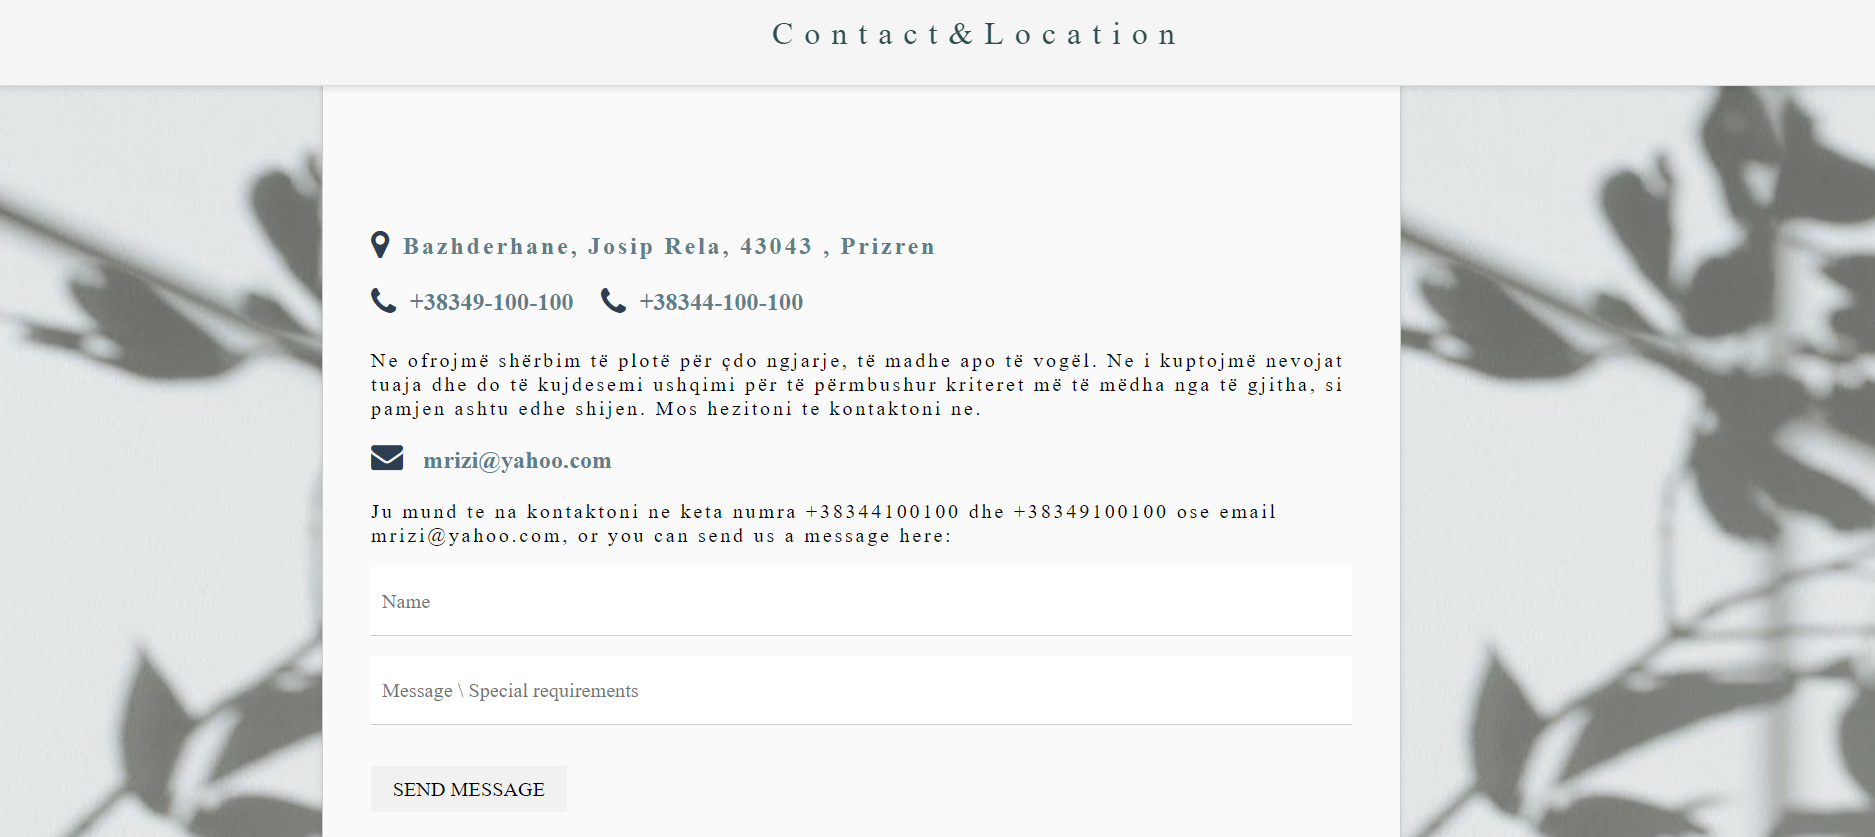 Contact&Location
Bazhderhane, Josip Rela, 43043 , Prizren
+38349-100-100 +38344-100-100
Ne ofrojmë shërbim të plotë për çdo ngjarje, të madhe apo të vogël. Ne i kuptojmë nevojat
tuaja dhe do të kujdesemi ushqimi për të përmbushur kriteret më të mëdha nga të gjitha, si
pamjen ashtu edhe shijen. Mos hezitoni te kontaktoni ne.
mrizi@yahoo.com
Ju mund te na kontaktoni ne keta numra +38344100100 dhe +38349100100 ose email
mrizi@yahoo.com, or you can send us a message here:
Name
Message \ Special requirements
SEND MESSAGE